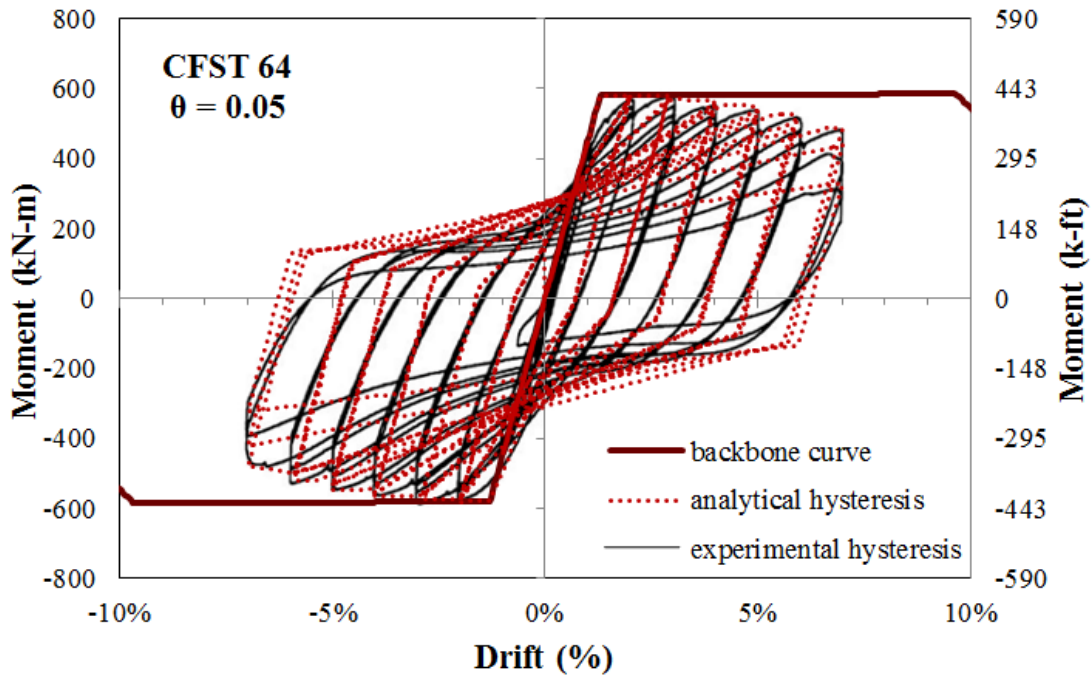 CFST 64
θ = 0.05
800
600
400
200
0
-200
-400
-600
-800
Moment (kN-m)
590
443
295
148
0
-148
-295
-443
-590
Moment (k-ft)
backbone curve
analytical hysteresis
experimental hysteresis
-10%
-5%
0%
5%
10%
Drift (%)